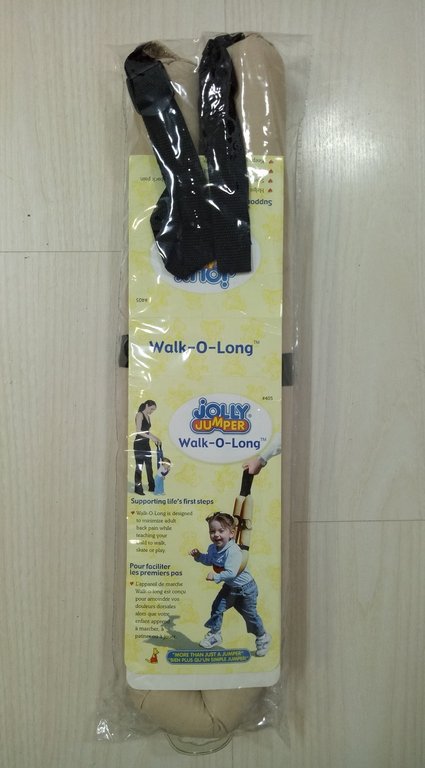 Suppo
JOLLY
#405
Walk-O-Long™
#405
JOLLY®
JUMPER
Walk-O-Long™
Supporting life's first steps
♥ Walk-O-Long is designed
to minimize adult
back pain while
teaching your
child to walk,
skate or play.
Pour faciliter
les premiers pas
♥ L'appareil de marche
Walk-o long est conçu
pour amoindrir vos
douleurs dorsales
alors que votre
enfant apprend
à marcher, à
patiner ou à jouer.
"MORE THAN JUST A JUMPER"
"BIEN PLUS QU'UN SIMPLE JUMPER"